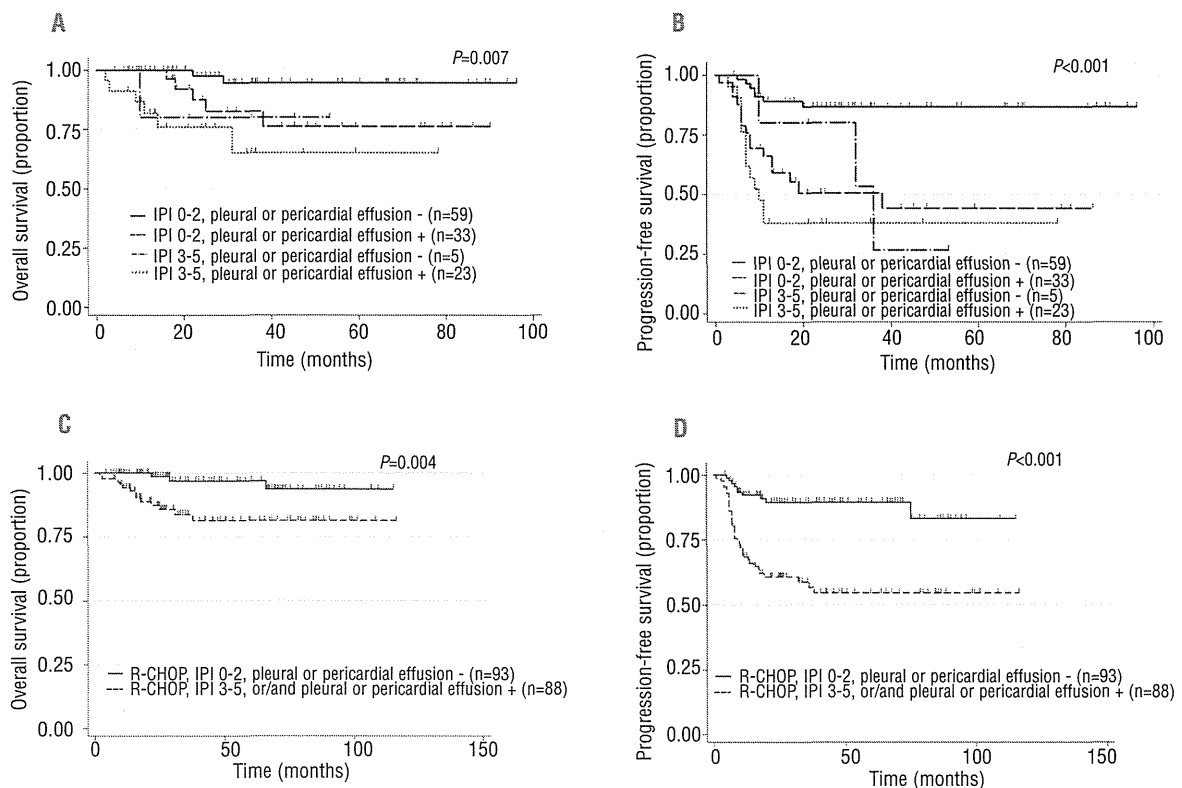 A
P=0.007
Overall survival (proportion)
1.00
0.75
0.50
0.25
0.00
IPI 0-2, pleural or pericardial effusion - (n=59)
IPI 0-2, pleural or pericardial effusion + (n=33)
IPI 3-5, pleural or pericardial effusion - (n=5)
IPI 3-5, pleural or pericardial effusion + (n=23)
0 20 40 60 80 100
Time (months)
B
P<0.001
Progression-free survival (proportion)
1.00
0.75
0.50
0.25
0.00
IPI 0-2, pleural or pericardial effusion - (n=59)
IPI 0-2, pleural or pericardial effusion + (n=33)
IPI 3-5, pleural or pericardial effusion - (n=5)
IPI 3-5, pleural or pericardial effusion + (n=23)
0 20 40 60 80 100
Time (months)
C
P=0.004
Overall survival (proportion)
1.00
0.75
0.50
0.25
0.00
R-CHOP, IPI 0-2, pleural or pericardial effusion - (n=93)
R-CHOP, IPI 3-5, or/and pleural or pericardial effusion + (n=88)
0 50 100 150
Time (months)
D
P<0.001
Progression-free survival (proportion)
1.00
0.75
0.50
0.25
0.00
R-CHOP, IPI 0-2, pleural or pericardial effusion - (n=93)
R-CHOP, IPI 3-5, or/and pleural or pericardial effusion + (n=88)
0 50 100 150
Time (months)